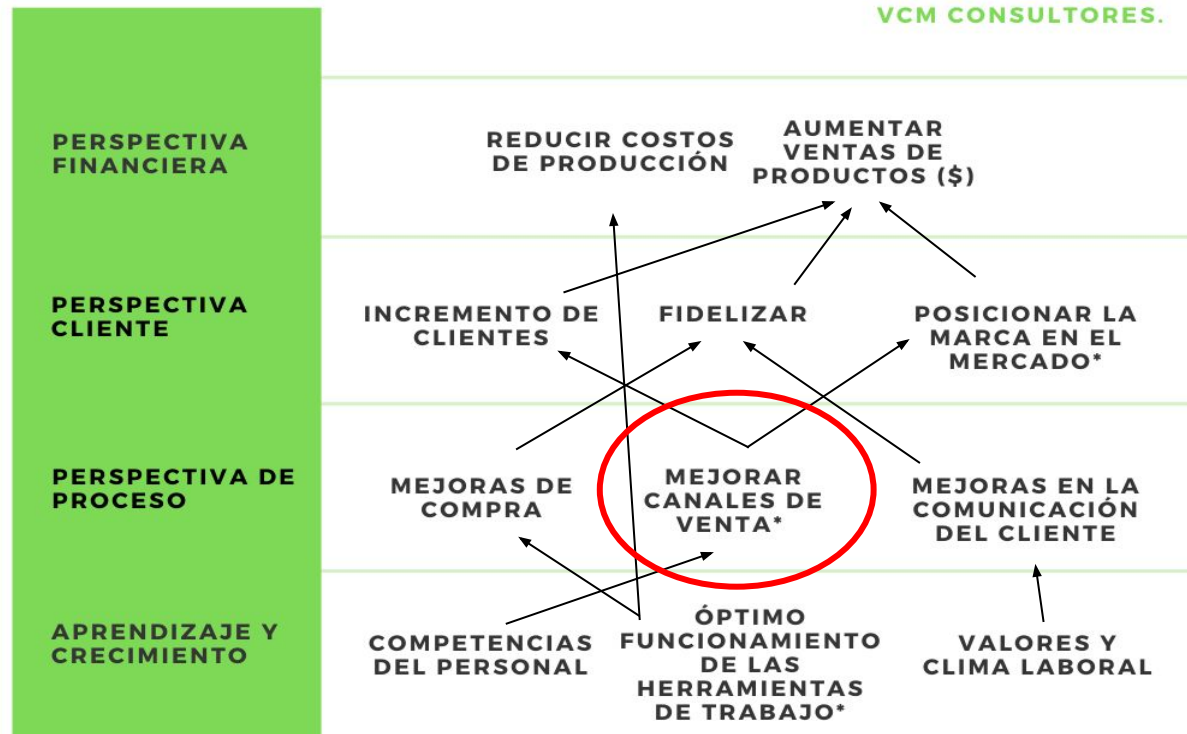 VCM CONSULTORES.
PERSPECTIVA
FINANCIERA
REDUCIR COSTOS
DE PRODUCCIÓN
AUMENTAR
VENTAS DE
PRODUCTOS ($)
PERSPECTIVA
CLIENTE
INCREMENTO DE
CLIENTES
FIDELIZAR
POSICIONAR LA
MARCA EN EL
MERCADO*
PERSPECTIVA DE
PROCESO
MEJORAS DE
COMPRA
MEJORAR
CANALES DE
VENTA*
MEJORAS EN LA
COMUNICACIÓN
DEL CLIENTE
APRENDIZAJE Y
CRECIMIENTO
COMPETENCIAS
DEL PERSONAL
ÓPTIMO
FUNCIONAMIENTO
DE LAS
HERRAMIENTAS
DE TRABAJO*
VALORES Y
CLIMA LABORAL